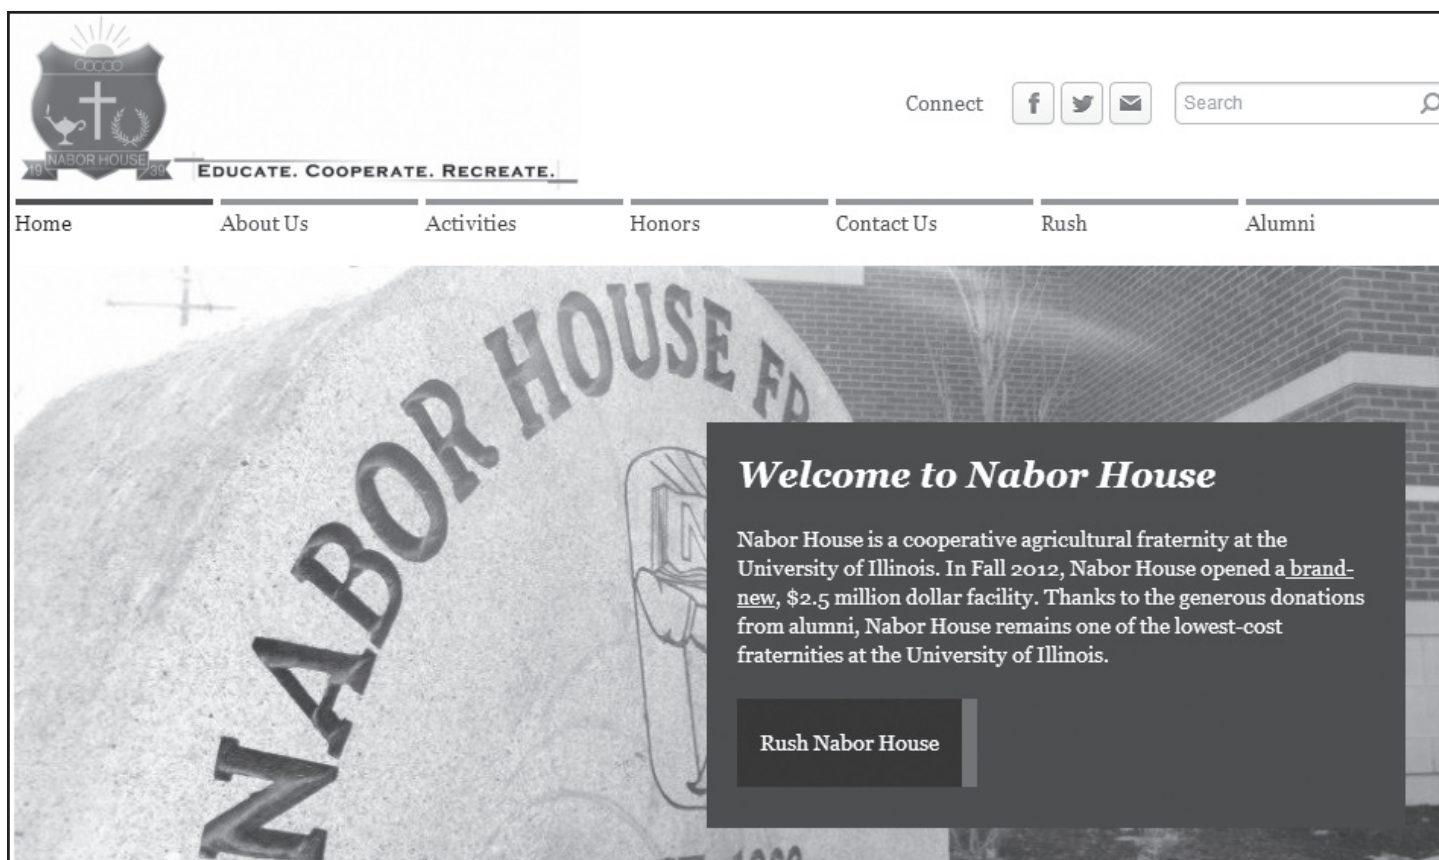 NABOR HOUSE
19 39
EDUCATE. COOPERATE. RECREATE.
Connect
Search
Home About Us Activities Honors Contact Us Rush Alumni
NABOR HOUSE FR
N
Welcome to Nabor House
Nabor House is a cooperative agricultural fraternity at the
University of Illinois. In Fall 2012, Nabor House opened a brand-
new, $2.5 million dollar facility. Thanks to the generous donations
from alumni, Nabor House remains one of the lowest-cost
fraternities at the University of Illinois.
Rush Nabor House